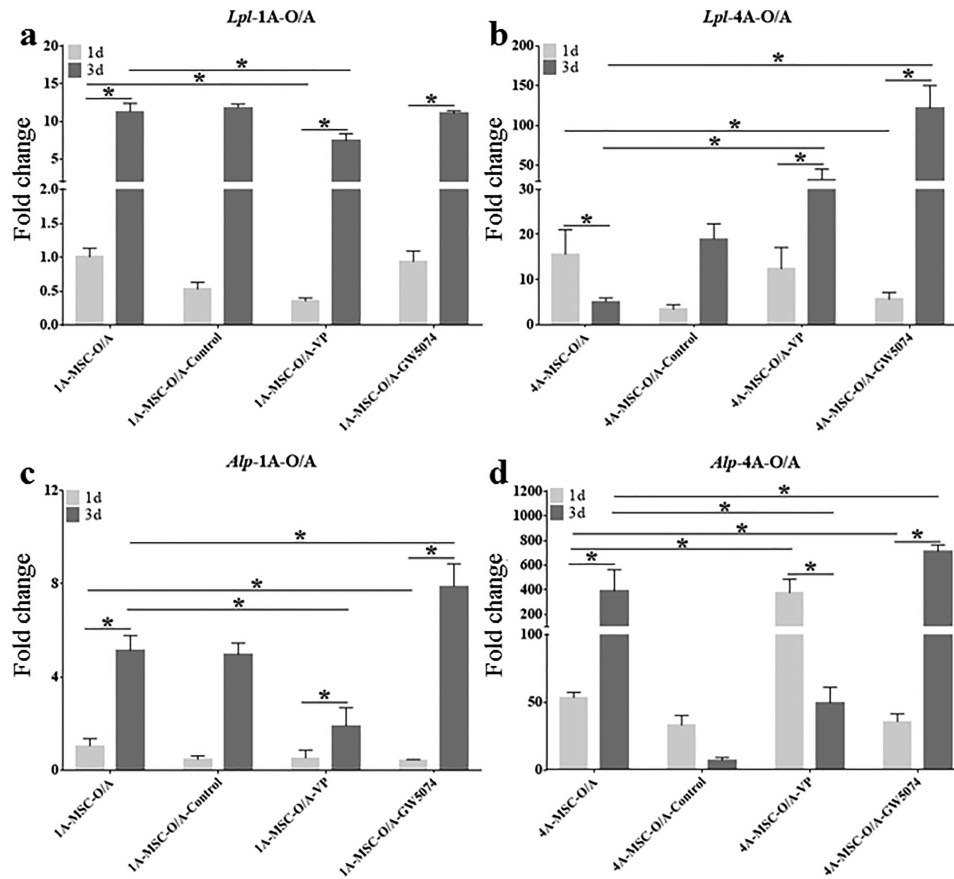 a
Lpl-1A-O/A
1d
3d
Fold change
20
15
10
5
2.0
1.5
1.0
0.5
0.0
*
*
*
*
*
1A-MSC-O/A
1A-MSC-O/A-Control
1A-MSC-O/A-VP
1A-MSC-O/A-GW5074
b
Lpl-4A-O/A
1d
3d
Fold change
200
150
100
50
30
20
10
0
*
*
*
*
*
*
4A-MSC-O/A
4A-MSC-O/A-Control
4A-MSC-O/A-VP
4A-MSC-O/A-GW5074
c
Alp-1A-O/A
1d
3d
Fold change
12
8
4
0
*
*
*
*
*
*
1A-MSC-O/A
1A-MSC-O/A-Control
1A-MSC-O/A-VP
1A-MSC-O/A-GW5074
d
Alp-4A-O/A
1d
3d
Fold change
1200
1000
800
600
400
200
100
50
0
*
*
*
*
*
*
*
4A-MSC-O/A
4A-MSC-O/A-Control
4A-MSC-O/A-VP
4A-MSC-O/A-GW5074